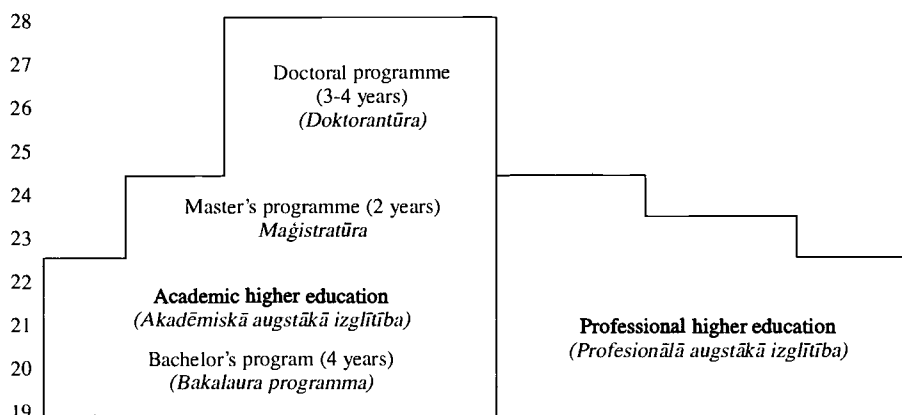 28
27
26
25
24
23
22
21
20
19
Doctoral programme
(3-4 years)
(Doktorantūra)
Master's programme (2 years)
Maģistratūra
Academic higher education
(Akadēmiskā augstākā izglītība)
Bachelor's program (4 years)
(Bakalaura programma)
Professional higher education
(Profesionālā augstākā izglītība)